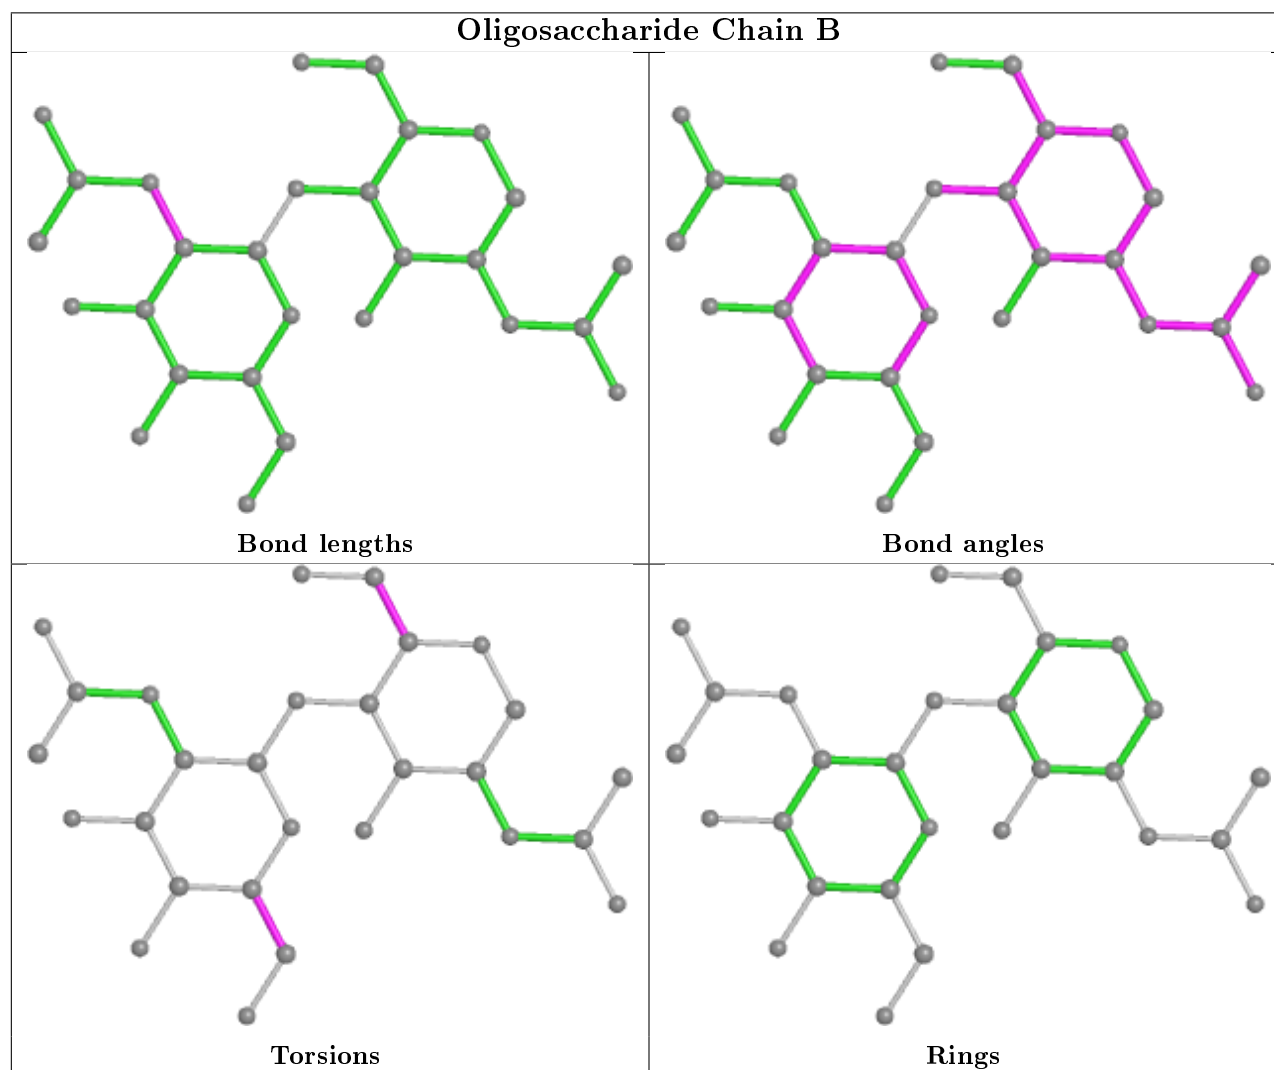 Oligosaccharide Chain B
Bond lengths
Bond angles
Torsions
Rings